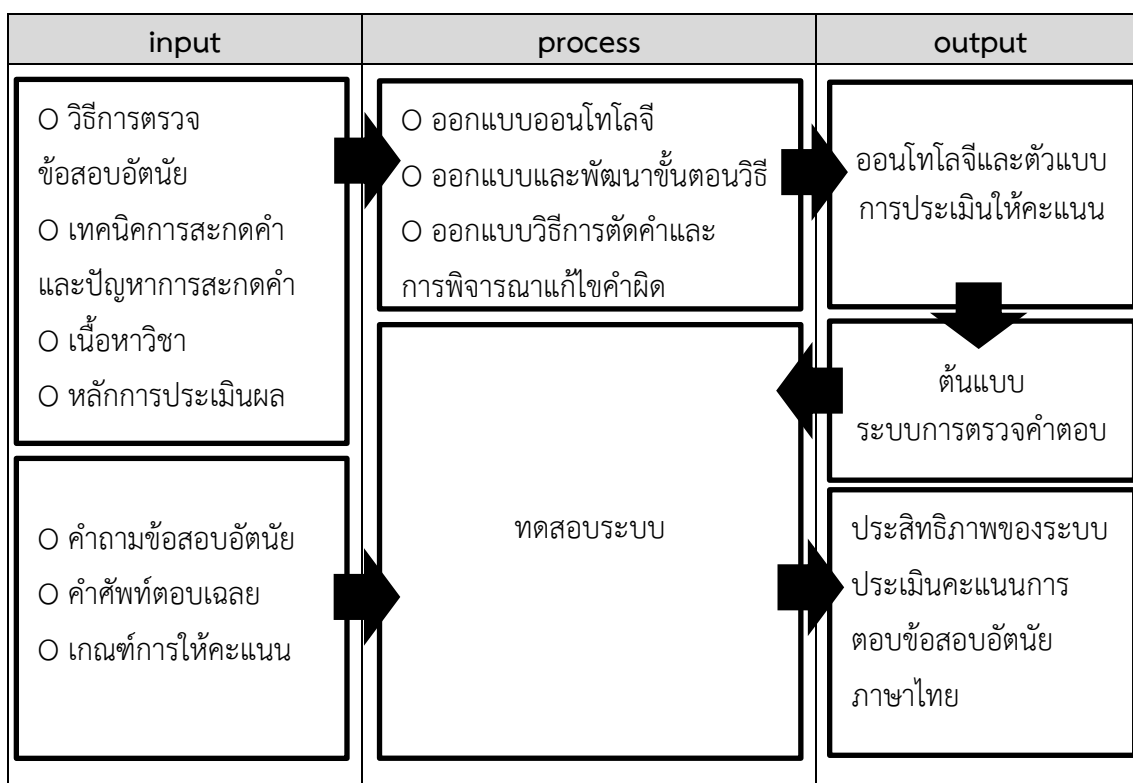 input
process
output
O วิธีการตรวจ
ข้อสอบอัตนัย
O เทคนิคการสะกดคำ
และปัญหาการสะกดคำ
O เนื้อหาวิชา
O หลักการประเมินผล
O ออกแบบออนโทโลจี
O ออกแบบและพัฒนาขั้นตอนวิธี
O ออกแบบวิธีการตัดคำและ
การพิจารณาแก้ไขคำผิด
ออนโทโลจีและตัวแบบ
การประเมินให้คะแนน
ต้นแบบ
ระบบการตรวจคำตอบ
O คำถามข้อสอบอัตนัย
O คำศัพท์ตอบเฉลย
O เกณฑ์การให้คะแนน
ทดสอบระบบ
ประสิทธิภาพของระบบ
ประเมินคะแนนการ
ตอบข้อสอบอัตนัย
ภาษาไทย